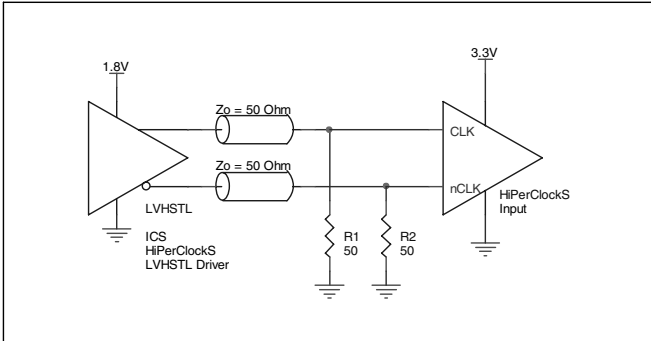 1.8V
3.3V
Zo = 50 Ohm
CLK
Zo = 50 Ohm
nCLK
HiPerClockS
Input
LVHSTL
ICS
HiPerClockS
LVHSTL Driver
R1
50
R2
50